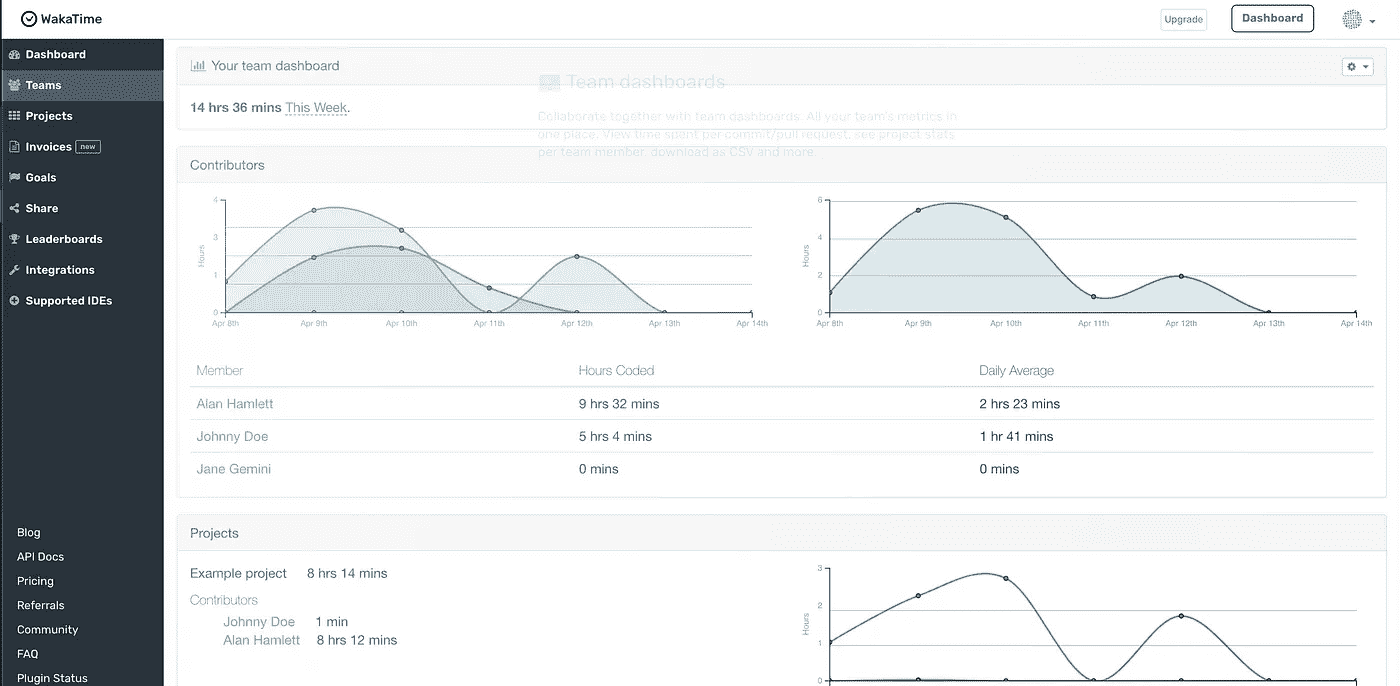 WakaTime
Upgrade
Dashboard
Dashboard
Teams
Projects
Invoices new
Goals
Share
Leaderboards
Integrations
Supported IDEs
Blog
API Docs
Pricing
Referrals
Community
FAQ
Plugin Status
Your team dashboard
Team dashboards
14 hrs 36 mins This Week.
Collaborate together with team dashboards. All your team's metrics in
one place. View time spent per commit/pull request, see project stats
per team member, download as CSV and more.
Contributors
4
3
1
0
Hours
Apr 8th Apr 9th Apr 10th Apr 11th Apr 12th Apr 13th Apr 14th
6
4
2
0
Hours
Apr 8th Apr 9th Apr 10th Apr 11th Apr 12th Apr 13th Apr 14th
Member Hours Coded Daily Average
Alan Hamlett 9 hrs 32 mins 2 hrs 23 mins
Johnny Doe 5 hrs 4 mins 1 hr 41 mins
Jane Gemini 0 mins 0 mins
Projects
Example project 8 hrs 14 mins
Contributors
Johnny Doe 1 min
Alan Hamlett 8 hrs 12 mins
3
2
1
0
Hours